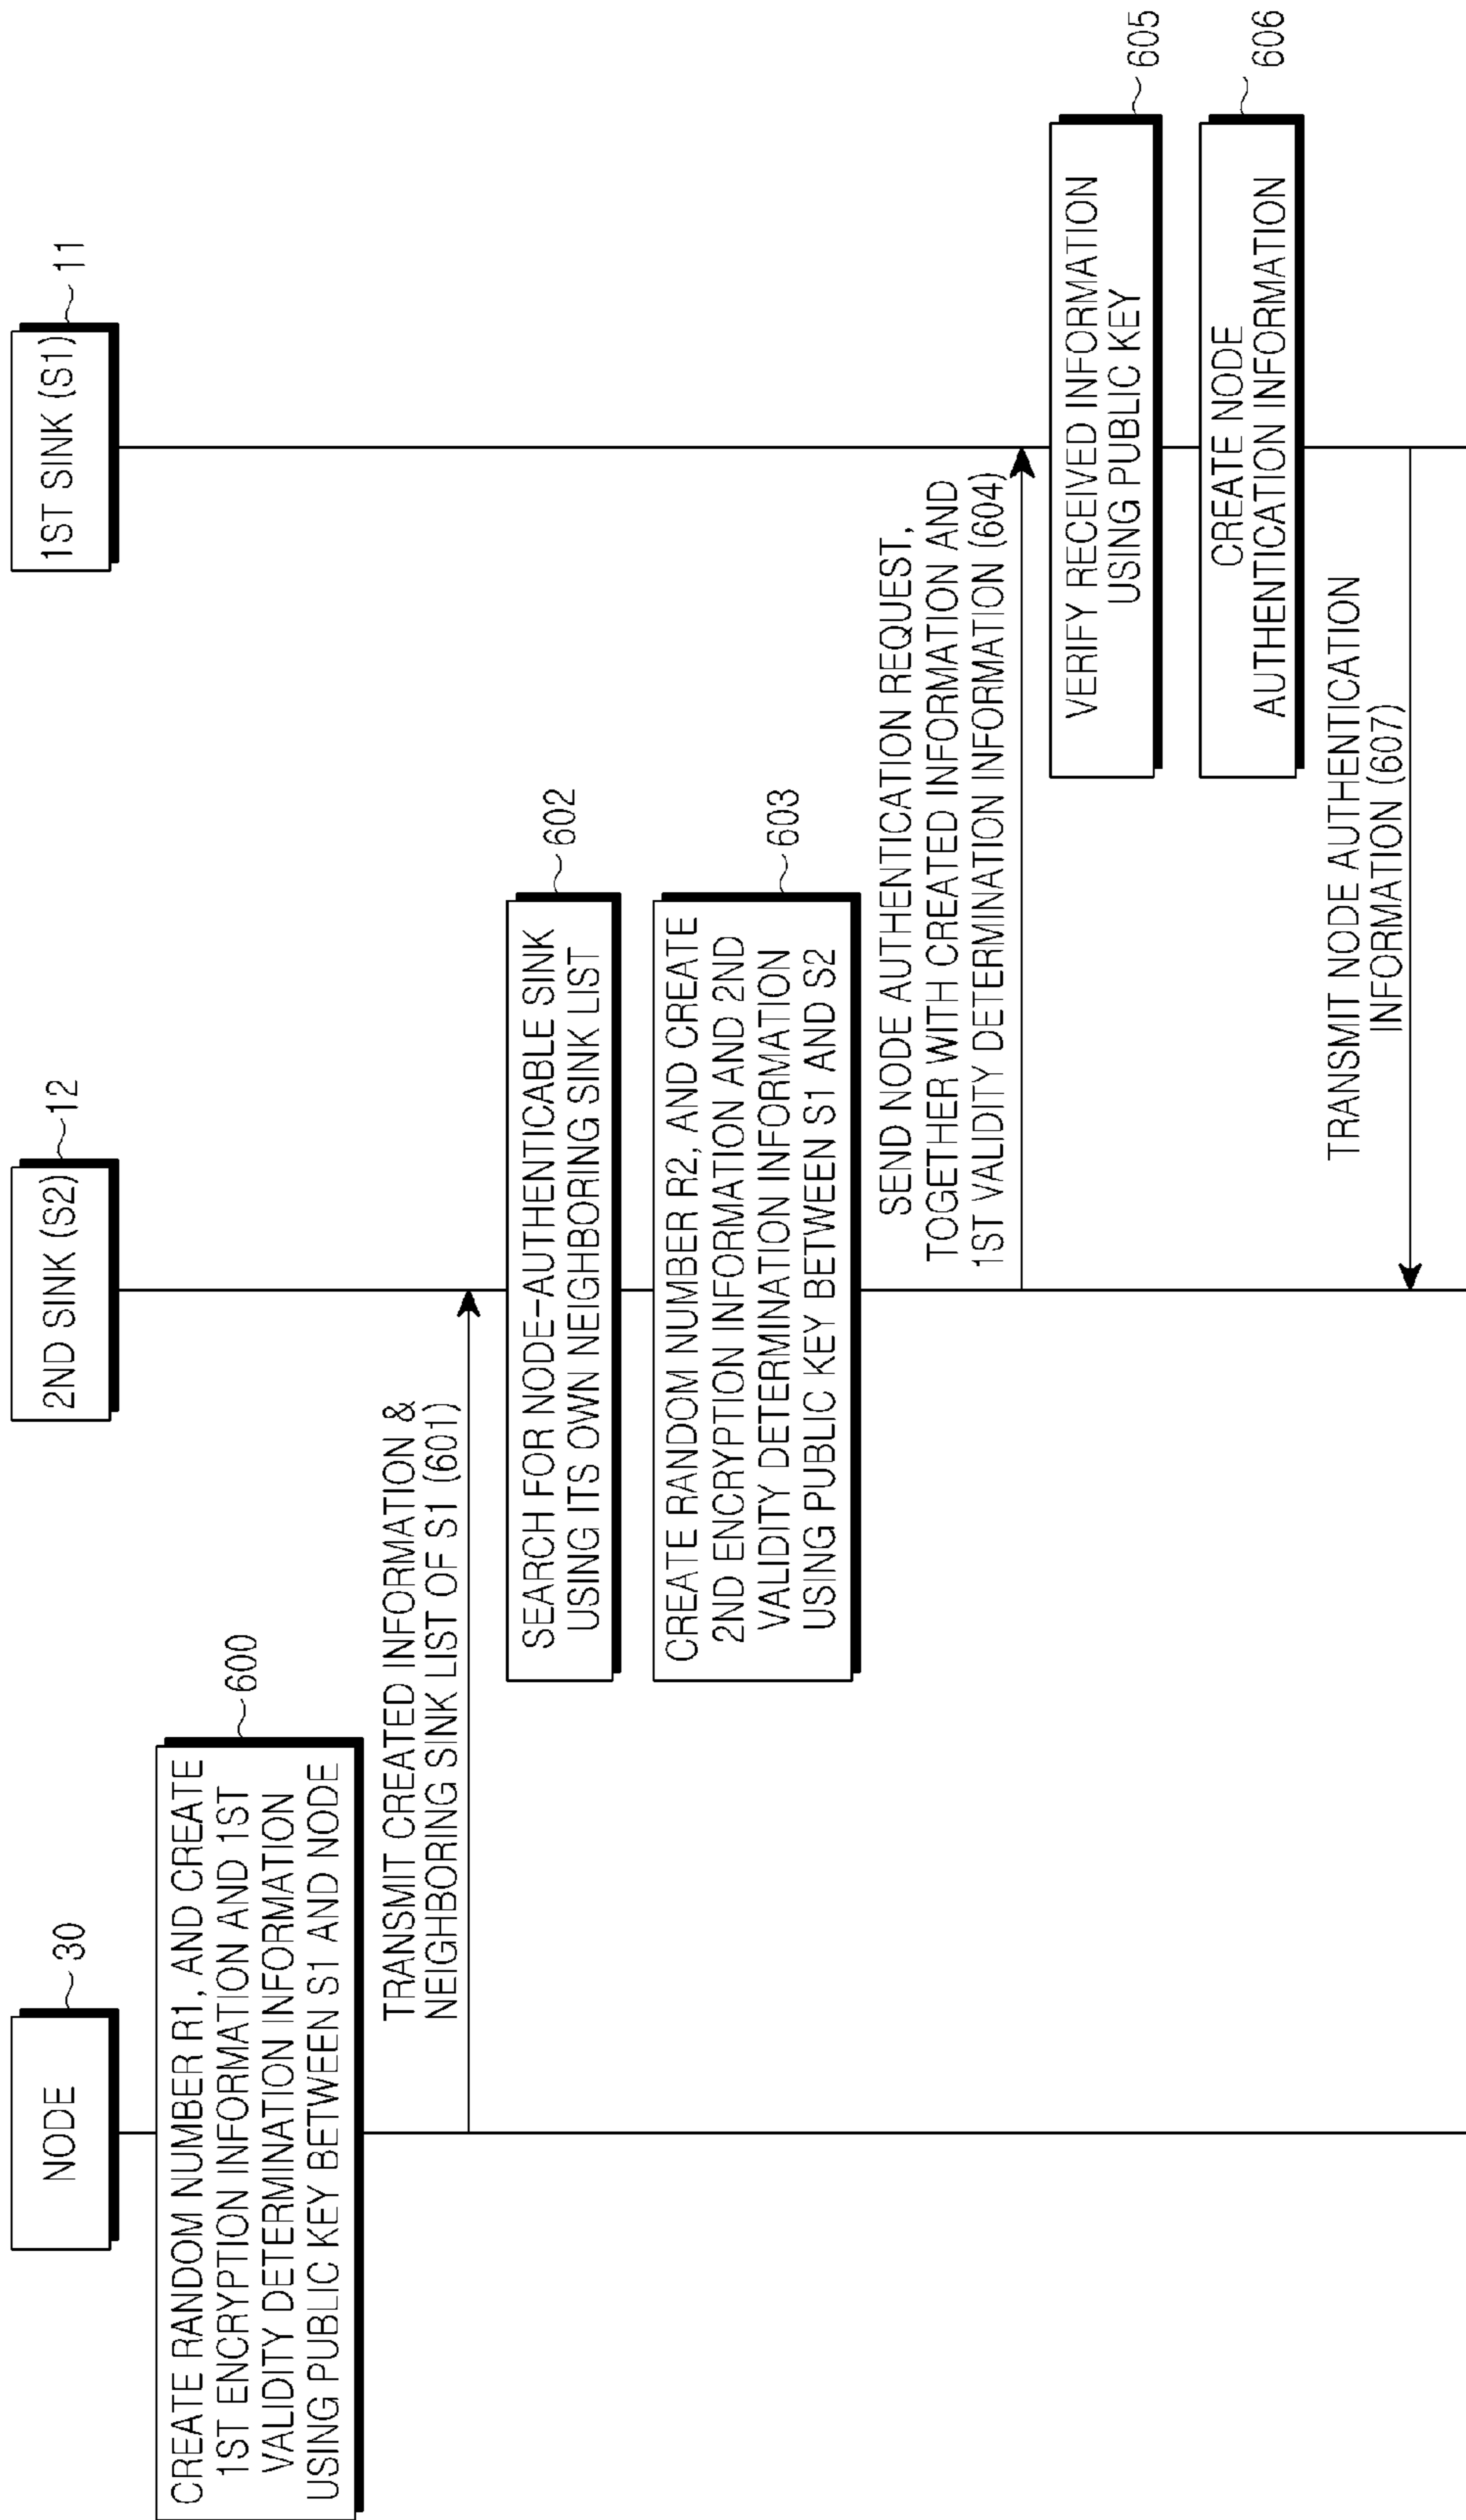 NODE
30
2ND SINK (S2)
12
1ST SINK (S1)
11
CREATE RANDOM NUMBER R1, AND CREATE
1ST ENCRYPTION INFORMATION AND 1ST
VALIDITY DETERMINATION INFORMATION
USING PUBLIC KEY BETWEEN S1 AND NODE
600
TRANSMIT CREATED INFORMATION &
NEIGHBORING SINK LIST OF S1 (601)
SEARCH FOR NODE-AUTHENTICABLE SINK
USING ITS OWN NEIGHBORING SINK LIST
602
CREATE RANDOM NUMBER R2, AND CREATE
2ND ENCRYPTION INFORMATION AND 2ND
VALIDITY DETERMINATION INFORMATION
USING PUBLIC KEY BETWEEN S1 AND S2
603
SEND NODE AUTHENTICATION REQUEST,
TOGETHER WITH CREATED INFORMATION AND
1ST VALIDITY DETERMINATION INFORMATION (604)
VERIFY RECEIVED INFORMATION
USING PUBLIC KEY
605
CREATE NODE
AUTHENTICATION INFORMATION
606
TRANSMIT NODE AUTHENTICATION
INFORMATION (607)